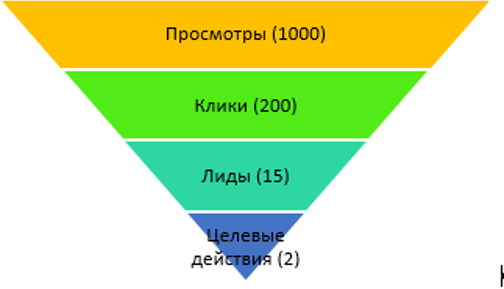 Просмотры (1000)
Клики (200)
Лиды (15)
Целевые
действия (2)